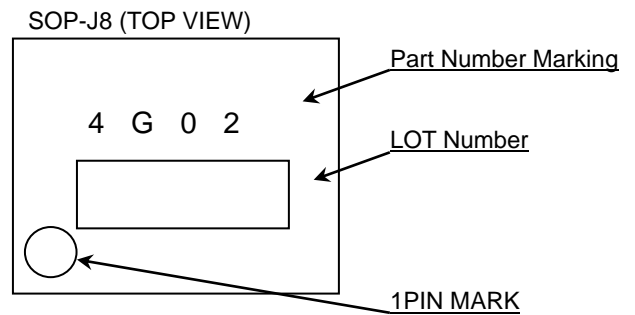 SOP-J8 (TOP VIEW)
Part Number Marking
4 G 0 2
LOT Number
1PIN MARK